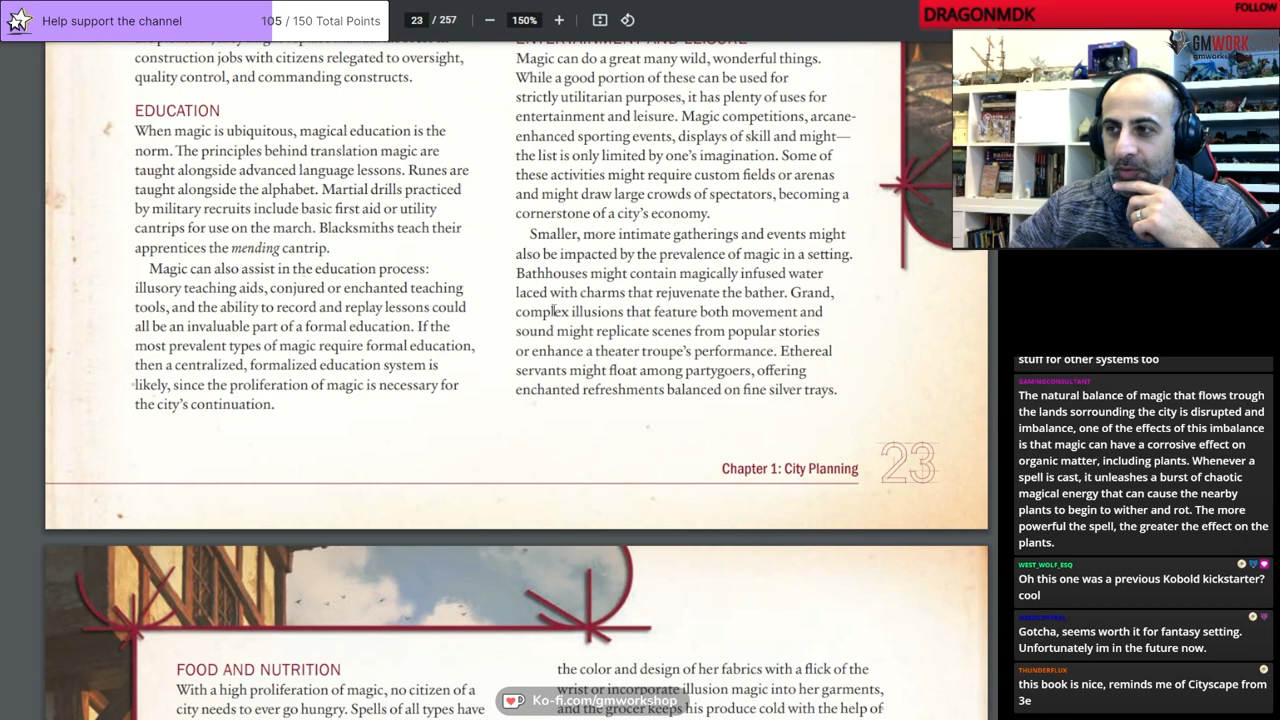 Help support the channel
105 / 150 Total Points
23 / 257
150%
DRAGONMDK
FOLLOW
GMWORK
construction jobs with citizens relegated to oversight,
quality control, and commanding constructs.
EDUCATION
When magic is ubiquitous, magical education is the
norm. The principles behind translation magic are
taught alongside advanced language lessons. Runes are
taught alongside the alphabet. Martial drills practiced
by military recruits include basic first aid or utility
cantrips for use on the march. Blacksmiths teach their
apprentices the mending cantrip.
Magic can also assist in the education process:
illusory teaching aids, conjured or enchanted teaching
tools, and the ability to record and replay lessons could
all be an invaluable part of a formal education. If the
most prevalent types of magic require formal education,
then a centralized, formalized education system is
likely, since the proliferation of magic is necessary for
the city's continuation.
ENTERTAINMENT AND LEISURE
Magic can do a great many wild, wonderful things.
While a good portion of these can be used for
strictly utilitarian purposes, it has plenty of uses for
entertainment and leisure. Magic competitions, arcane-
enhanced sporting events, displays of skill and might—
the list is only limited by one's imagination. Some of
these activities might require custom fields or arenas
and might draw large crowds of spectators, becoming a
cornerstone of a city's economy.
Smaller, more intimate gatherings and events might
also be impacted by the prevalence of magic in a setting.
Bathhouses might contain magically infused water
laced with charms that rejuvenate the bather. Grand,
complex illusions that feature both movement and
sound might replicate scenes from popular stories
or enhance a theater troupe's performance. Ethereal
servants might float among partygoers, offering
enchanted refreshments balanced on fine silver trays.
Chapter 1: City Planning
23
FOOD AND NUTRITION
With a high proliferation of magic, no citizen of a
city needs to ever go hungry. Spells of all types have
the color and design of her fabrics with a flick of the
wrist or incorporate illusion magic into her garments,
and the grocer keeps his produce cold with the help of
Ko-fi.com/gmworkshop
stuff for other systems too
GAMINGCONSULTANT
The natural balance of magic that flows trough
the lands sorrounding the city is disrupted and
imbalance, one of the effects of this imbalance
is that magic can have a corrosive effect on
organic matter, including plants. Whenever a
spell is cast, it unleashes a burst of chaotic
magical energy that can cause the nearby
plants to begin to wither and rot. The more
powerful the spell, the greater the effect on the
plants.
WEST_WOLF_ESQ
Oh this one was a previous Kobold kickstarter?
cool
Gotcha, seems worth it for fantasy setting.
Unfortunately im in the future now.
THUNDERFLUX
this book is nice, reminds me of Cityscape from
3e